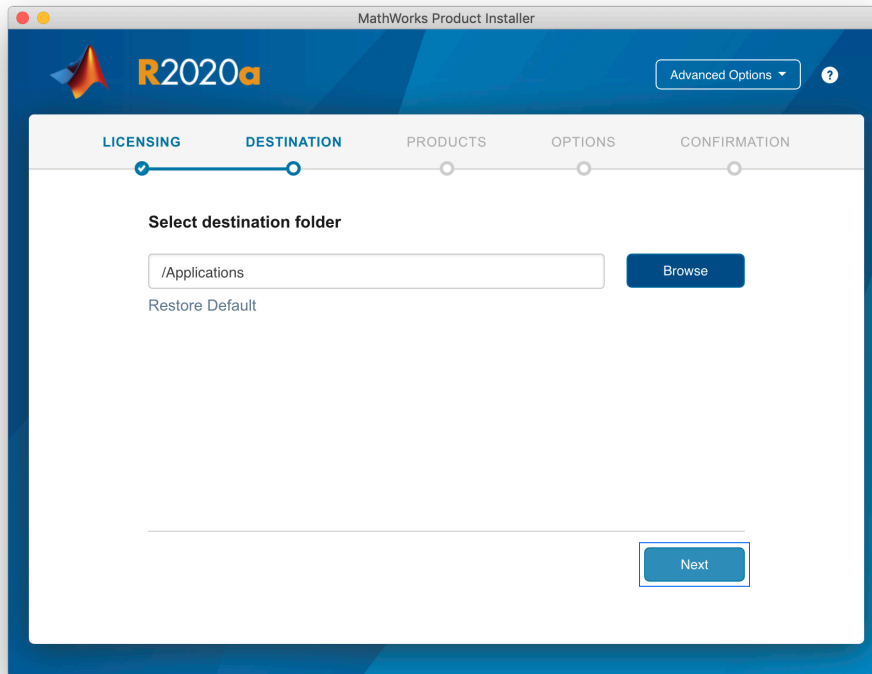 MathWorks Product Installer
R2020a
Advanced Options
?
LICENSING DESTINATION PRODUCTS OPTIONS CONFIRMATION
Select destination folder
/Applications
Browse
Restore Default
Next